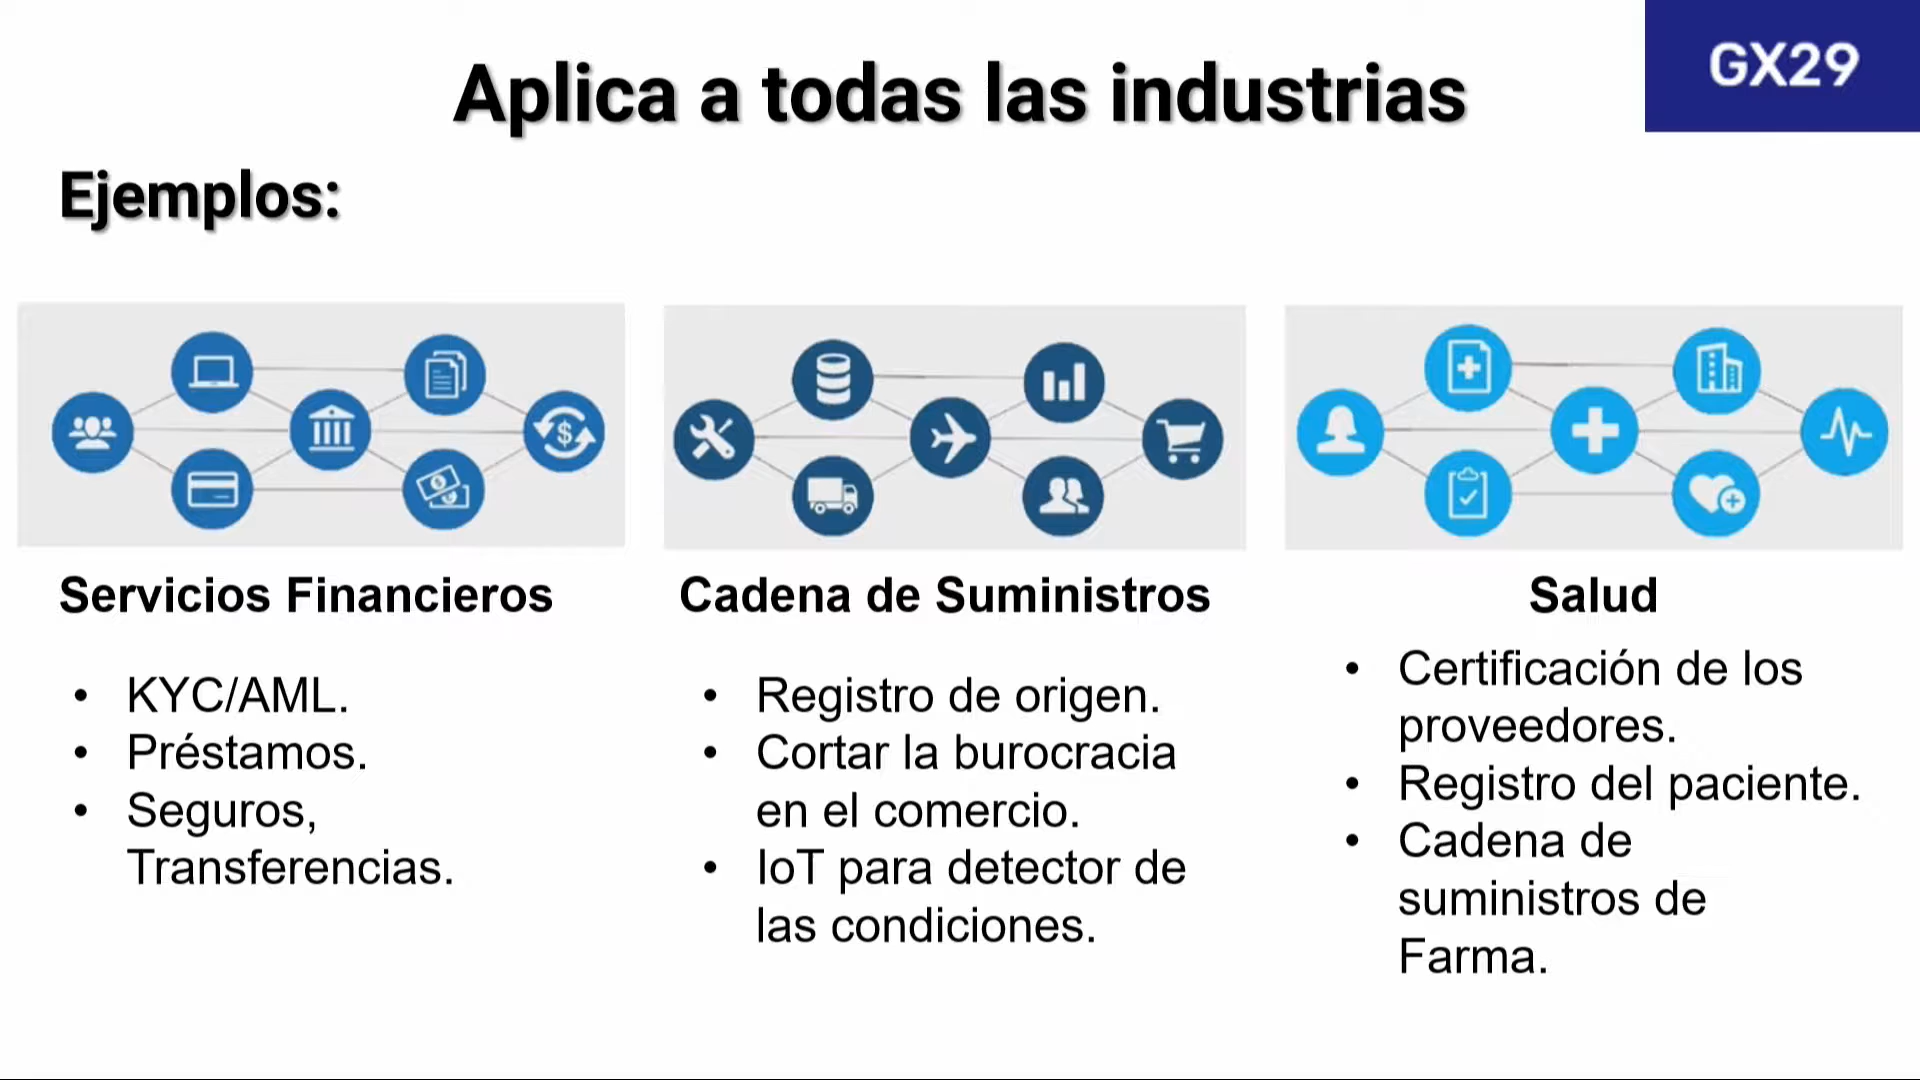 GX29
Aplica a todas las industrias
Ejemplos:
Servicios Financieros
• KYC/AML.
• Préstamos.
• Seguros,
Transferencias.
Cadena de Suministros
• Registro de origen.
• Cortar la burocracia
en el comercio.
• IoT para detector de
las condiciones.
Salud
• Certificación de los
proveedores.
• Registro del paciente.
• Cadena de
suministros de
Farma.